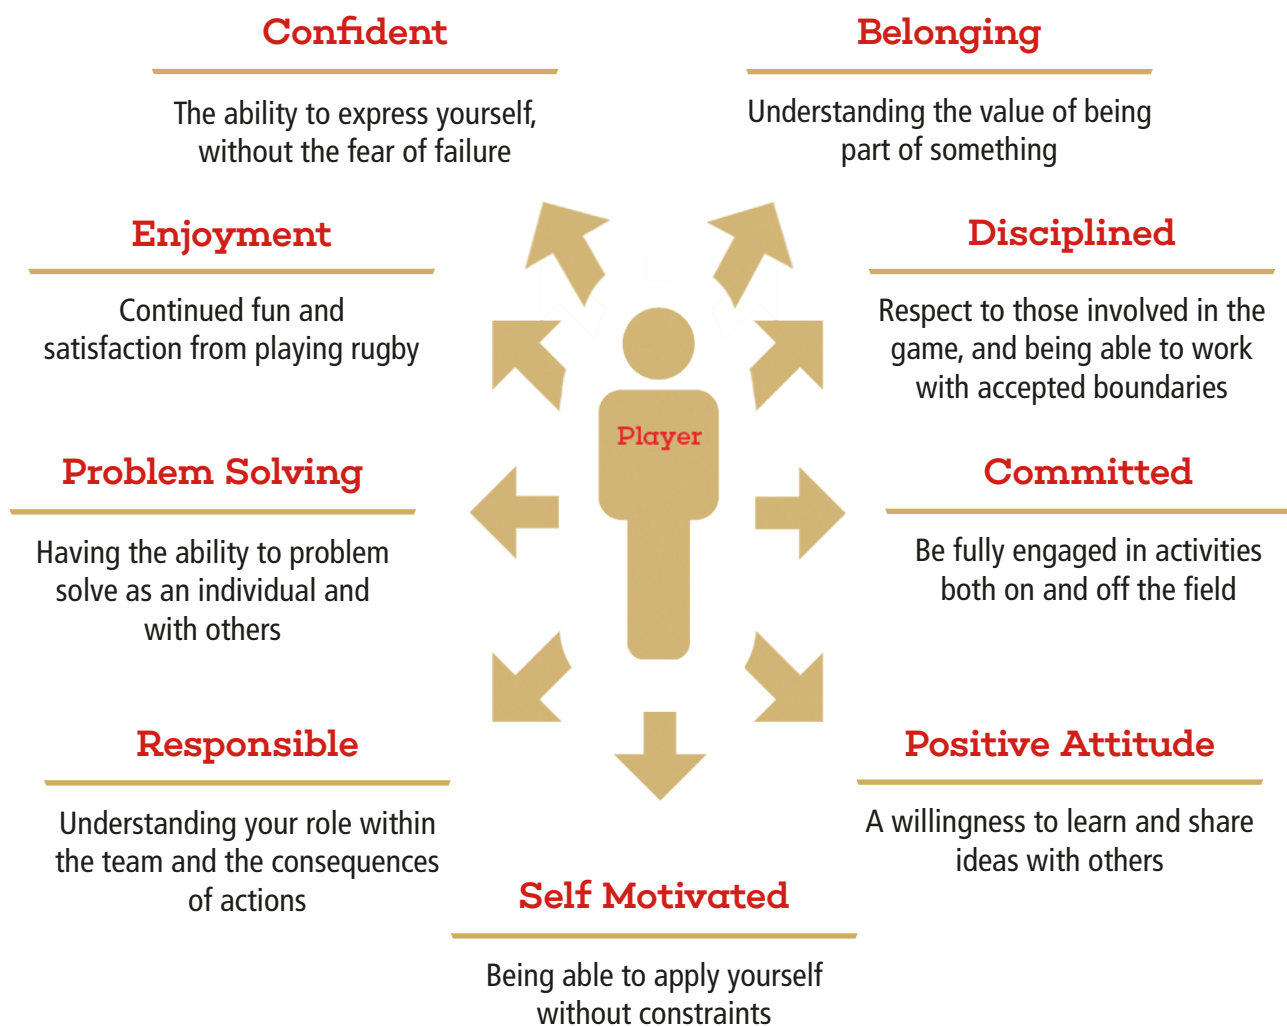 Confident
The ability to express yourself,
without the fear of failure
Belonging
Understanding the value of being
part of something
Enjoyment
Continued fun and
satisfaction from playing rugby
Disciplined
Respect to those involved in the
game, and being able to work
with accepted boundaries
Player
Problem Solving
Having the ability to problem
solve as an individual and
with others
Committed
Be fully engaged in activities
both on and off the field
Responsible
Understanding your role within
the team and the consequences
of actions
Positive Attitude
A willingness to learn and share
ideas with others
Self Motivated
Being able to apply yourself
without constraints